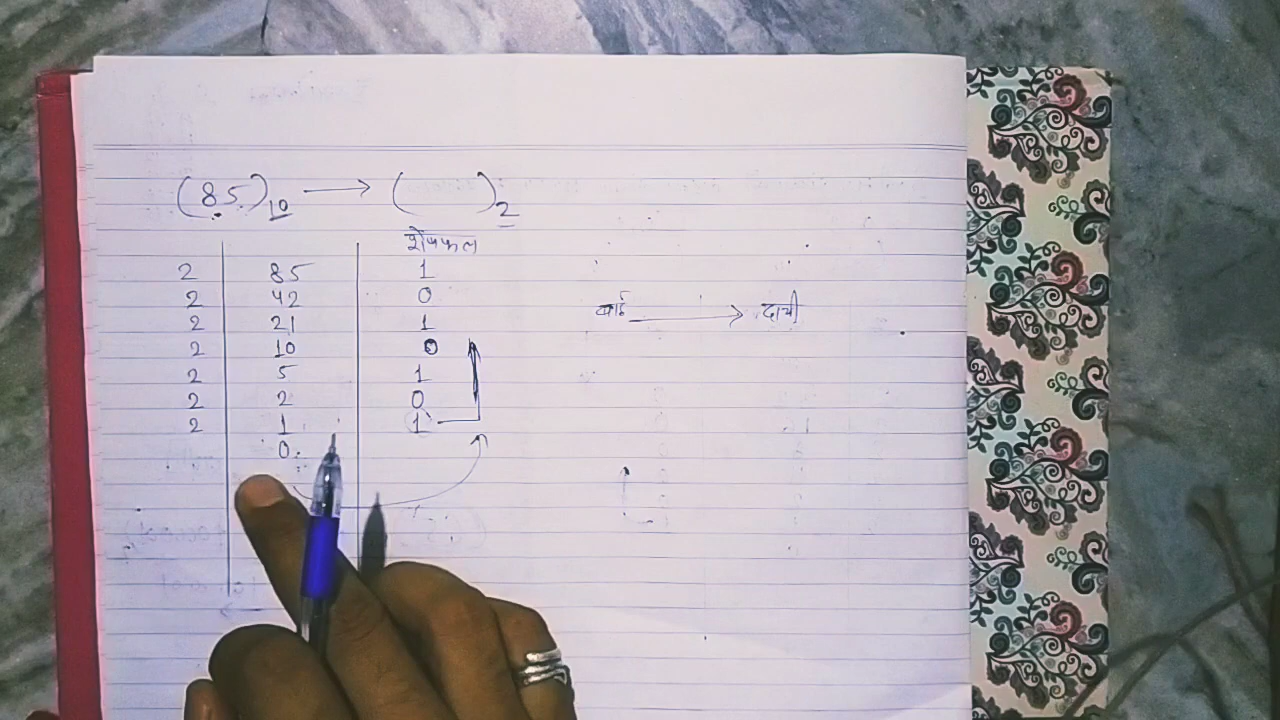 (85)10 → ( )2
शेषफल
2 85 1
2 42 0
2 21 1
2 10 0
2 5 1
2 2 0
2 1 1
0
बाई → दायी